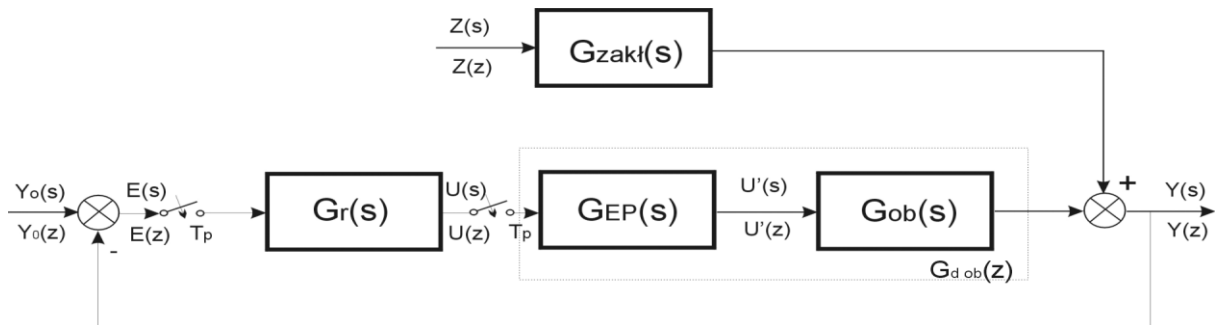 Z(s)
Z(z)
Gzakł(s)
+
Yo(s)
Y0(z)
-
E(s)
E(z)
Tp
Gr(s)
U(s)
U(z)
Tp
GEP(s)
U'(s)
U'(z)
Gob(s)
Gd ob(z)
Y(s)
Y(z)